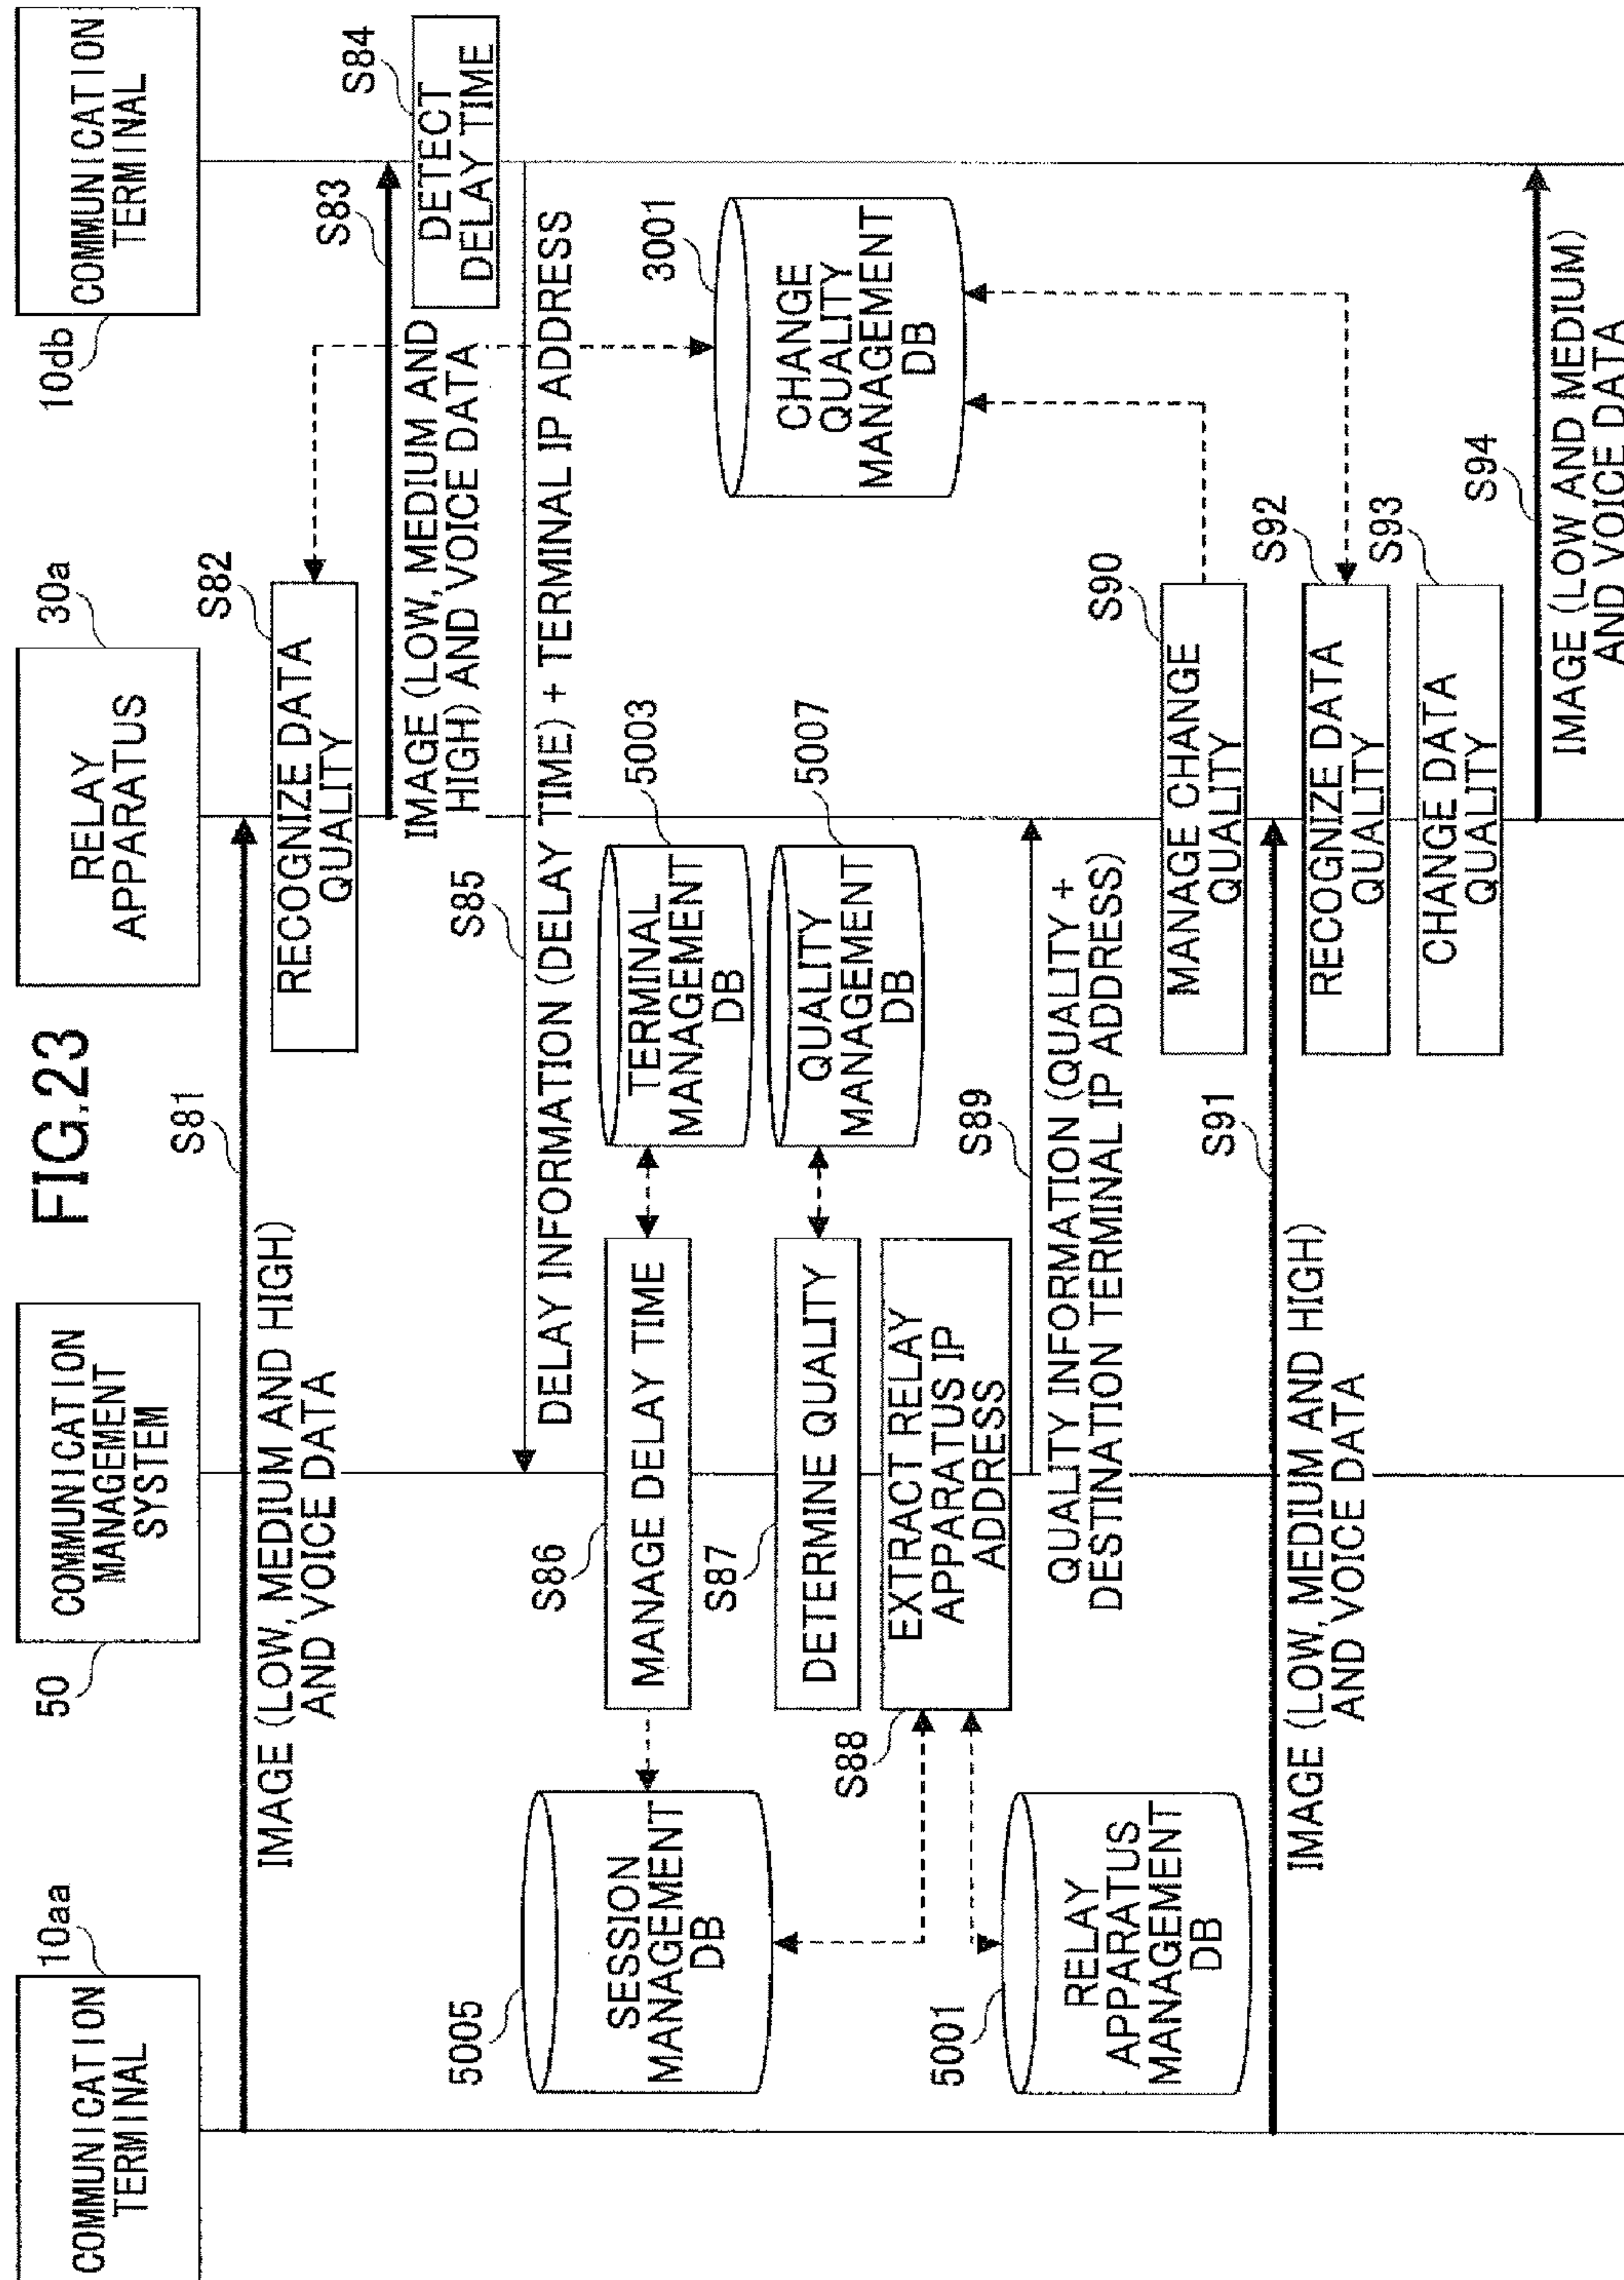 FIG.23
10aa
COMMUNICATION
TERMINAL
50
COMMUNICATION
MANAGEMENT
SYSTEM
30a
RELAY
APPARATUS
10db
COMMUNICATION
TERMINAL
S81
IMAGE (LOW, MEDIUM AND HIGH)
AND VOICE DATA
S82
RECOGNIZE DATA
QUALITY
S83
IMAGE (LOW, MEDIUM AND
HIGH) AND VOICE DATA
S84
DETECT
DELAY TIME
S85
DELAY INFORMATION (DELAY TIME) + TERMINAL IP ADDRESS
5005
SESSION
MANAGEMENT
DB
S86
MANAGE DELAY TIME
5003
TERMINAL
MANAGEMENT
DB
3001
CHANGE
QUALITY
MANAGEMENT
DB
S87
DETERMINE QUALITY
5007
QUALITY
MANAGEMENT
DB
S88
EXTRACT RELAY
APPARATUS IP
ADDRESS
5001
RELAY
APPARATUS
MANAGEMENT
DB
S89
QUALITY INFORMATION (QUALITY +
DESTINATION TERMINAL IP ADDRESS)
S90
MANAGE CHANGE
QUALITY
S91
IMAGE (LOW, MEDIUM AND HIGH)
AND VOICE DATA
S92
RECOGNIZE DATA
QUALITY
S93
CHANGE DATA
QUALITY
S94
IMAGE (LOW AND MEDIUM)
AND VOICE DATA